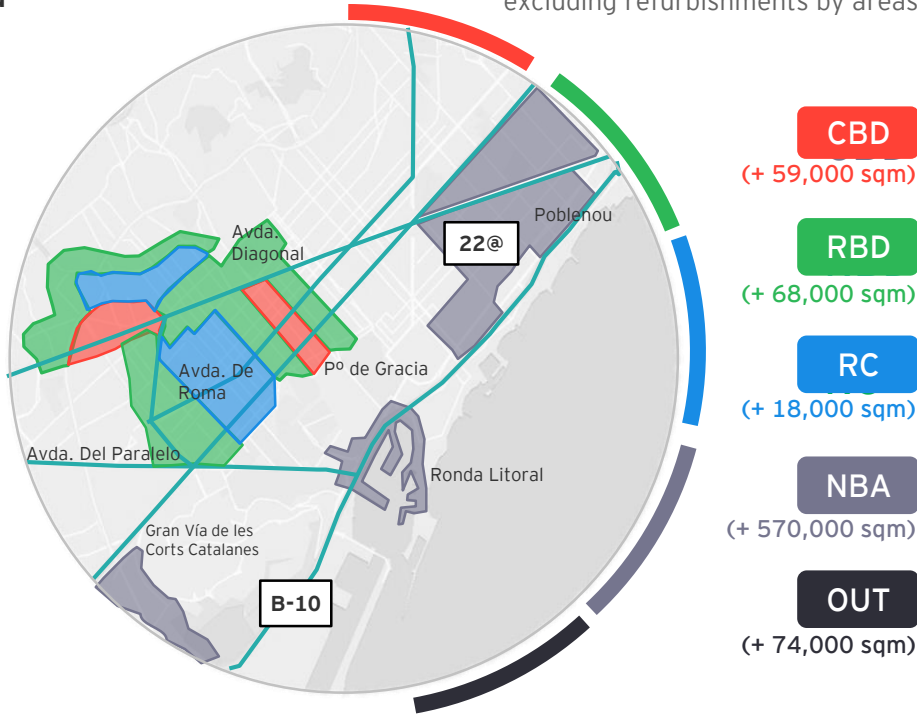 excluding refurbishments by areas
CBD
(+ 59,000 sqm)
RBD
(+ 68,000 sqm)
RC
(+ 18,000 sqm)
NBA
(+ 570,000 sqm)
OUT
(+ 74,000 sqm)
Avda.
Diagonal
22@
Poblenou
Avda. De
Roma
Pº de Gracia
Avda. Del Paralelo
Ronda Litoral
Gran Vía de les
Corts Catalanes
B-10